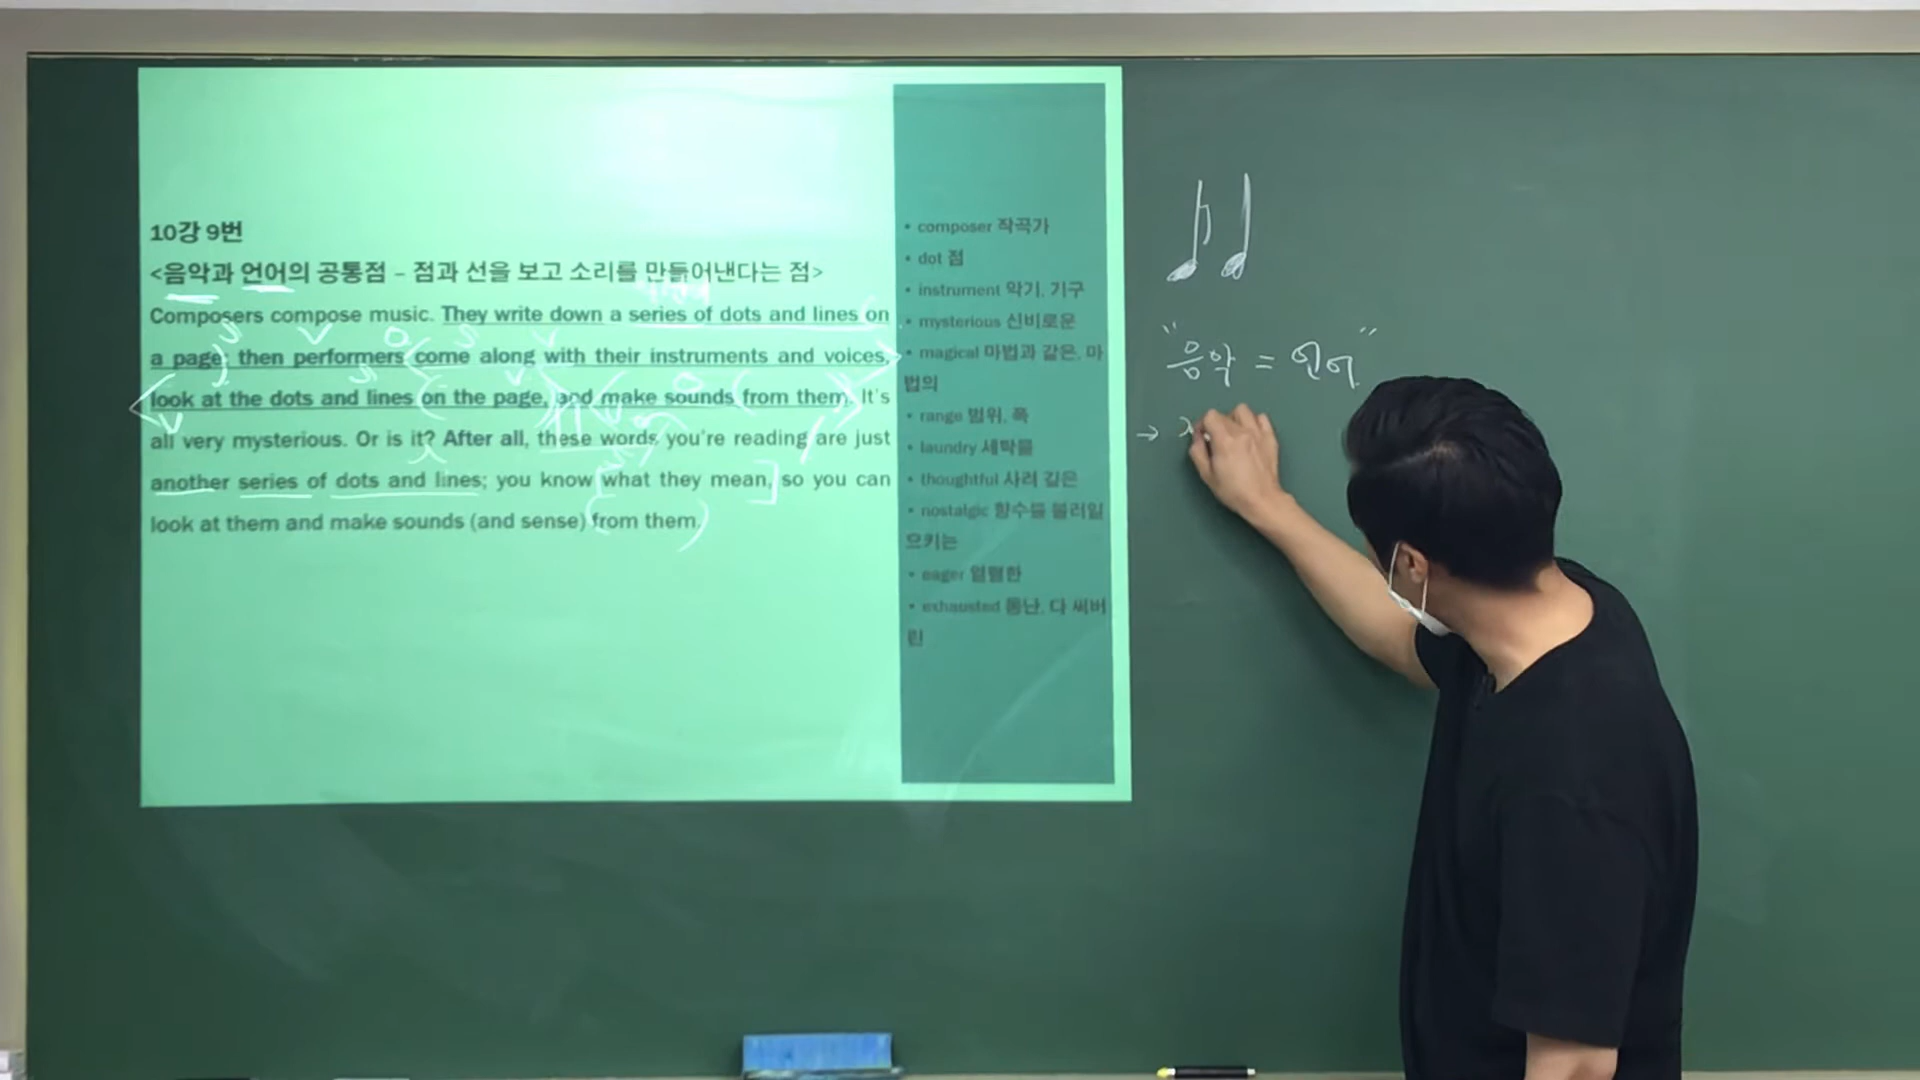 10강 9번
<음악과 언어의 공통점 – 점과 선을 보고 소리를 만들어낸다는 점>
Composers compose music. They write down a series of dots and lines on
a page; then performers come along with their instruments and voices,
look at the dots and lines on the page, and make sounds from them. It's
all very mysterious. Or is it? After all, these words you're reading are just
another series of dots and lines; you know what they mean, so you can
look at them and make sounds (and sense) from them.
• composer 작곡가
• dot 점
• instrument 악기, 기구
• mysterious 신비로운
• magical 마법과 같은, 마
법의
• range 범위, 폭
• laundry 세탁물
• thoughtful 사려 깊은
• nostalgic 향수를 불러일
으키는
• eager 열렬한
• exhausted 동난, 다 써버
린
"음악 = 언어"
→